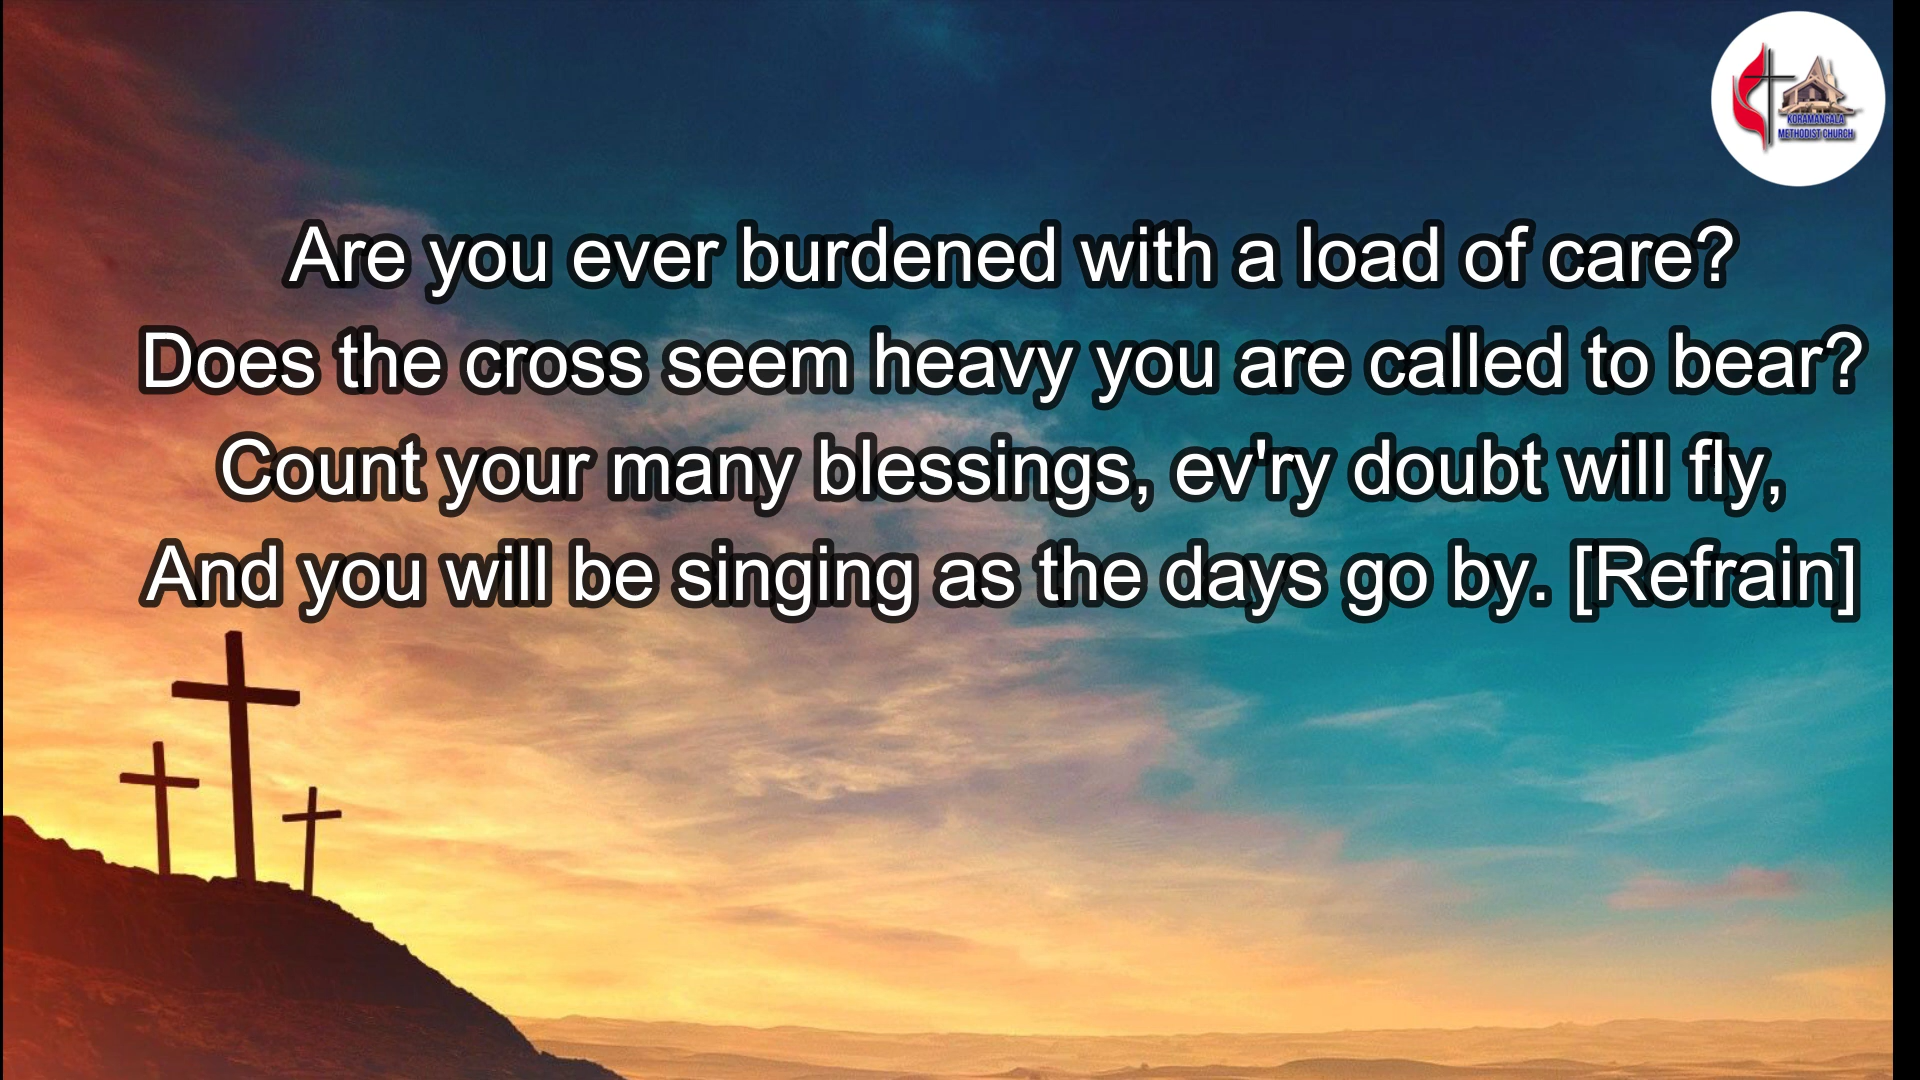 KORAMANGALA
METHODIST CHURCH
Are you ever burdened with a load of care?
Does the cross seem heavy you are called to bear?
Count your many blessings, ev'ry doubt will fly,
And you will be singing as the days go by. [Refrain]